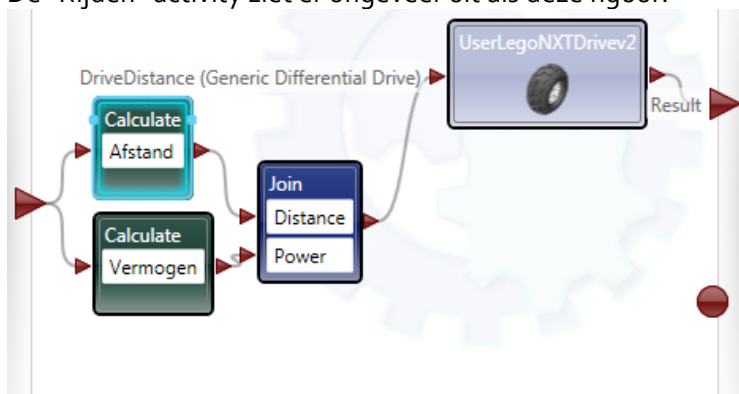 De "Rijden" activity ziet er ongeveer uit als deze figuur:
UserLegoNXTDrivev2
DriveDistance (Generic Differential Drive)
Calculate
Afstand
Result
Join
Distance
Power
Calculate
Vermogen